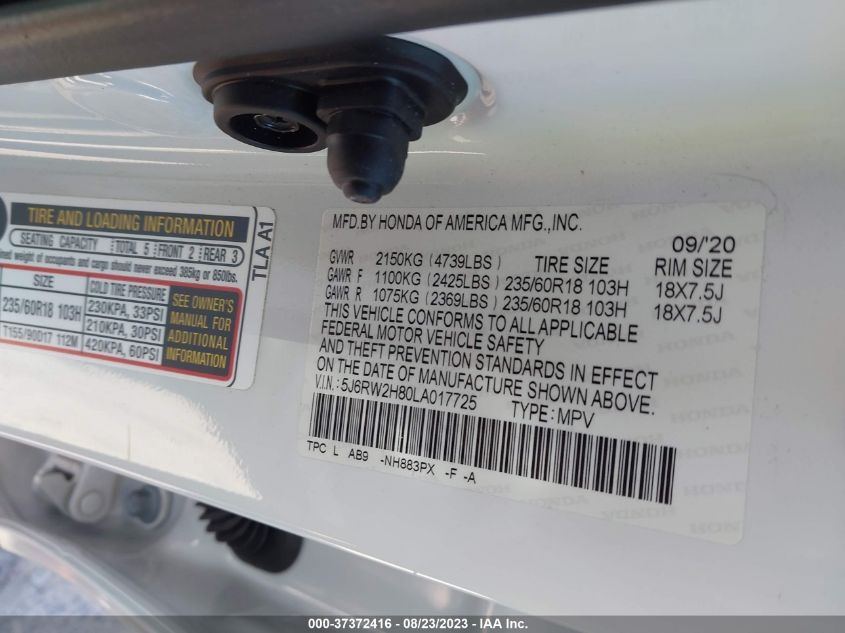 TIRE AND LOADING INFORMATION
SEATING CAPACITY TOTAL 5 FRONT 2 REAR 3
weight of occupants and cargo should never exceed 385kg or 850lbs.
SIZE COLD TIRE PRESSURE
235/60R18 103H 230KPA, 33PSI
210KPA, 30PSI
T155/90D17 112M 420KPA, 60PSI
SEE OWNER'S
MANUAL FOR
ADDITIONAL
INFORMATION
TLA A1
MFD.BY HONDA OF AMERICA MFG.,INC.
09/'20
GVWR 2150KG (4739LBS) TIRE SIZE RIM SIZE
GAWR F 1100KG (2425LBS) 235/60R18 103H 18X7.5J
GAWR R 1075KG (2369LBS) 235/60R18 103H 18X7.5J
THIS VEHICLE CONFORMS TO ALL APPLICABLE
FEDERAL MOTOR VEHICLE SAFETY
AND THEFT PREVENTION STANDARDS IN EFFECT
ON THE DATE OF MANUFACTURE SHOWN ABOVE.
V.I.N.: 5J6RW2H80LA017725 TYPE: MPV
TPC L AB9 -NH883PX -F -A
000-37372416 - 08/23/2023 - IAA Inc.